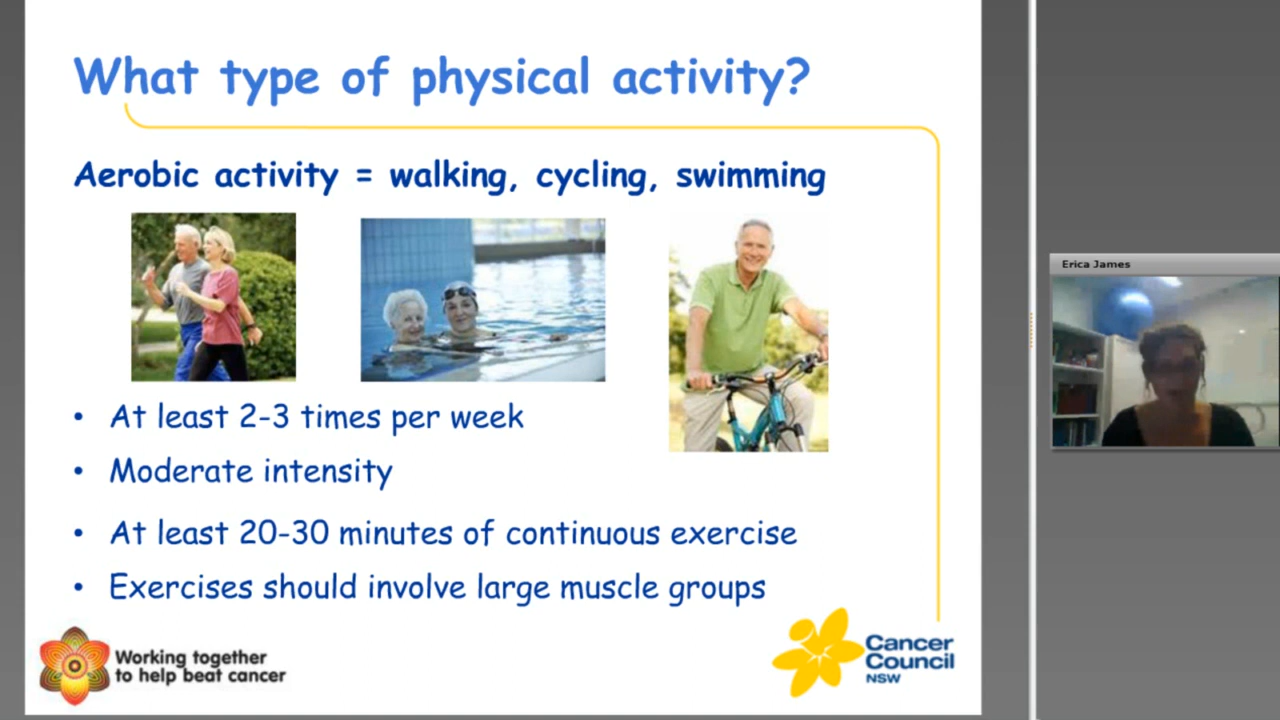 What type of physical activity?
Aerobic activity = walking, cycling, swimming
• At least 2-3 times per week
• Moderate intensity
• At least 20-30 minutes of continuous exercise
• Exercises should involve large muscle groups
Working together
to help beat cancer
Cancer
Council
NSW
Erica James